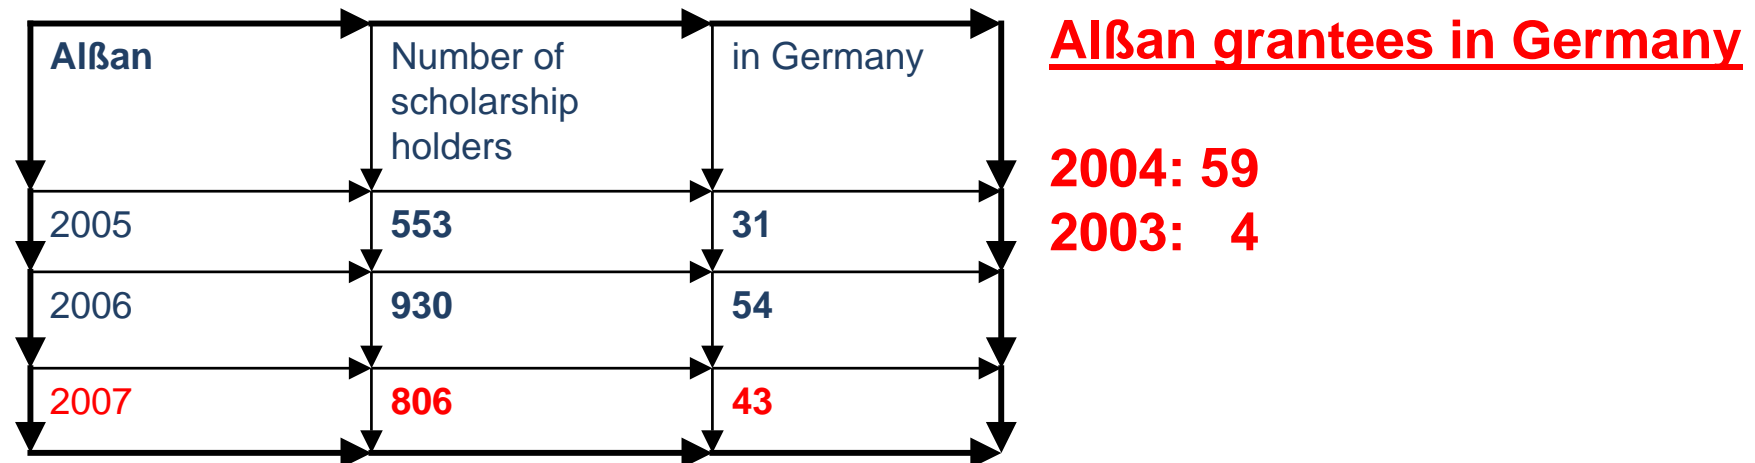 Alßan Number of scholarship holders in Germany
2005 553 31
2006 930 54
2007 806 43
Alßan grantees in Germany
2004: 59
2003: 4